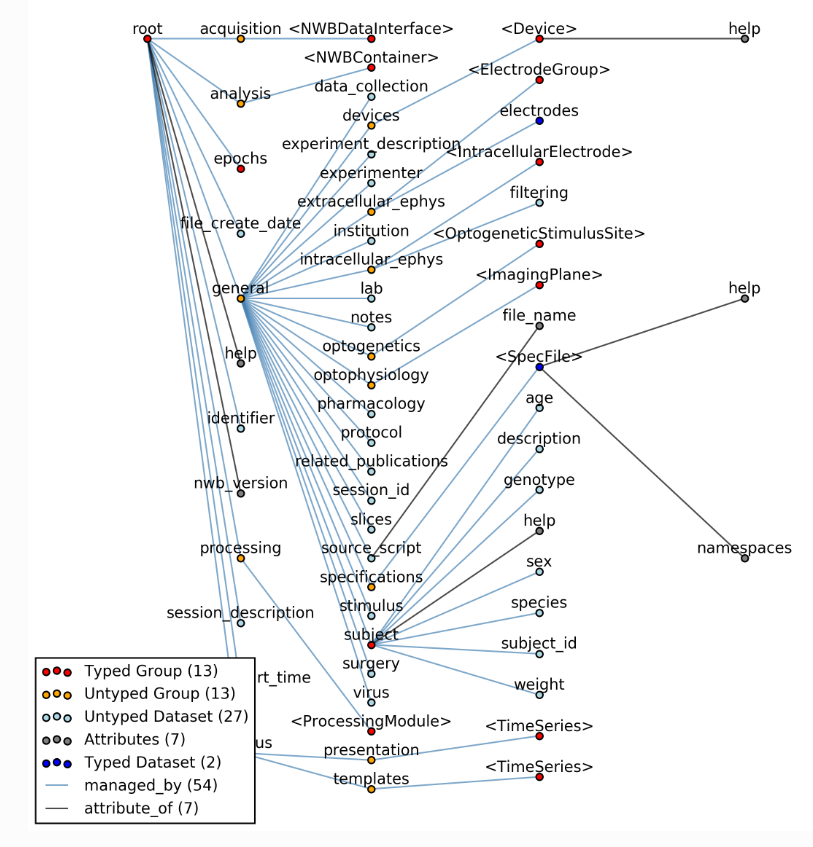 root
acquisition
<NWBDataInterface>
<Device>
help
<NWBContainer>
<ElectrodeGroup>
analysis
data_collection
electrodes
devices
experiment_description
<IntracellularElectrode>
epochs
experimenter
filtering
extracellular_ephys
file_create_date
institution
<OptogeneticStimulusSite>
intracellular_ephys
<ImagingPlane>
general
lab
help
notes
file_name
optogenetics
help
<SpecFile>
optophysiology
age
pharmacology
identifier
protocol
description
related_publications
nwb_version
session_id
genotype
slices
help
processing
source_script
namespaces
specifications
sex
session_description
stimulus
species
subject
subject_id
surgery
rt_time
virus
weight
<ProcessingModule>
<TimeSeries>
us
presentation
templates
<TimeSeries>
Typed Group (13)
Untyped Group (13)
Untyped Dataset (27)
Attributes (7)
Typed Dataset (2)
managed_by (54)
attribute_of (7)